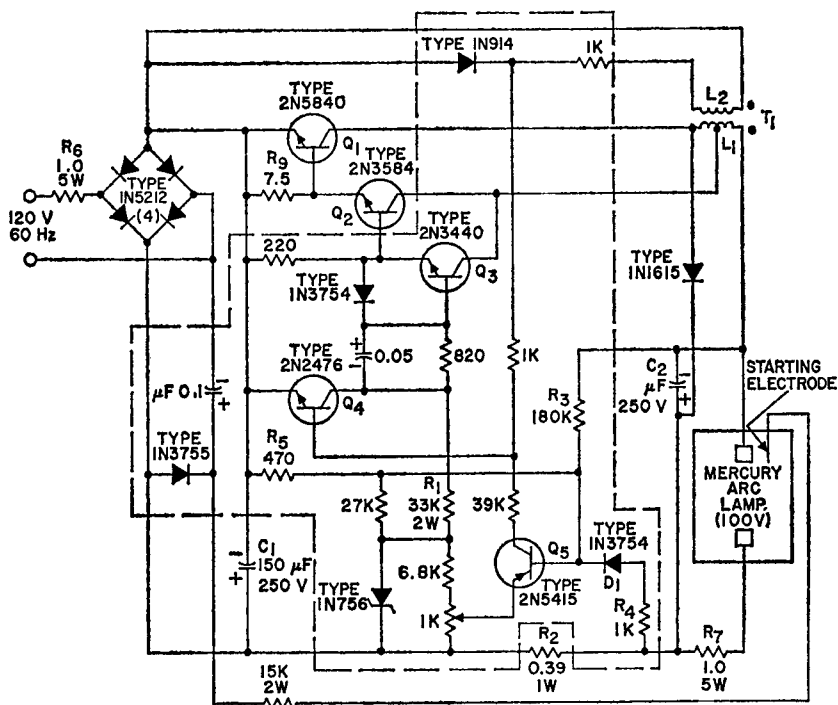 TYPE 1N914
1K
TYPE
2N5840
L2
T1
L1
Q1
R6
1.0
5W
R9
7.5
TYPE
2N3584
TYPE
1N5212
(4)
120 V
60 Hz
Q2
TYPE
2N3440
220
Q3
TYPE
1N3754
TYPE
1N1615
TYPE
2N2476
+
-
0.05
820
1K
C2
μF
250 V
-
+
STARTING
ELECTRODE
μF 0.1
-
+
Q4
R3
180K
TYPE
1N3755
R5
470
MERCURY
ARC
LAMP
(100V)
27K
R1
33K
2W
39K
TYPE
1N3754
Q5
-
+
C1
150 μF
250 V
D1
TYPE
2N5415
6.8K
TYPE
1N756
1K
R4
1K
R2
0.39
1W
R7
1.0
5W
15K
2W